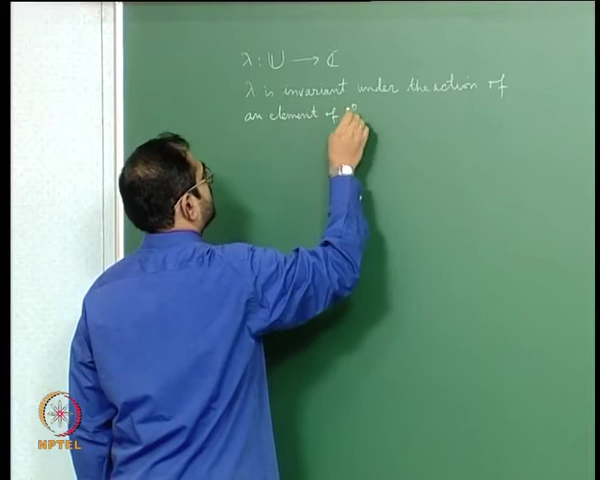 λ : 𝕌 → ℂ
λ is invariant under the action of
an element of
NPTEL